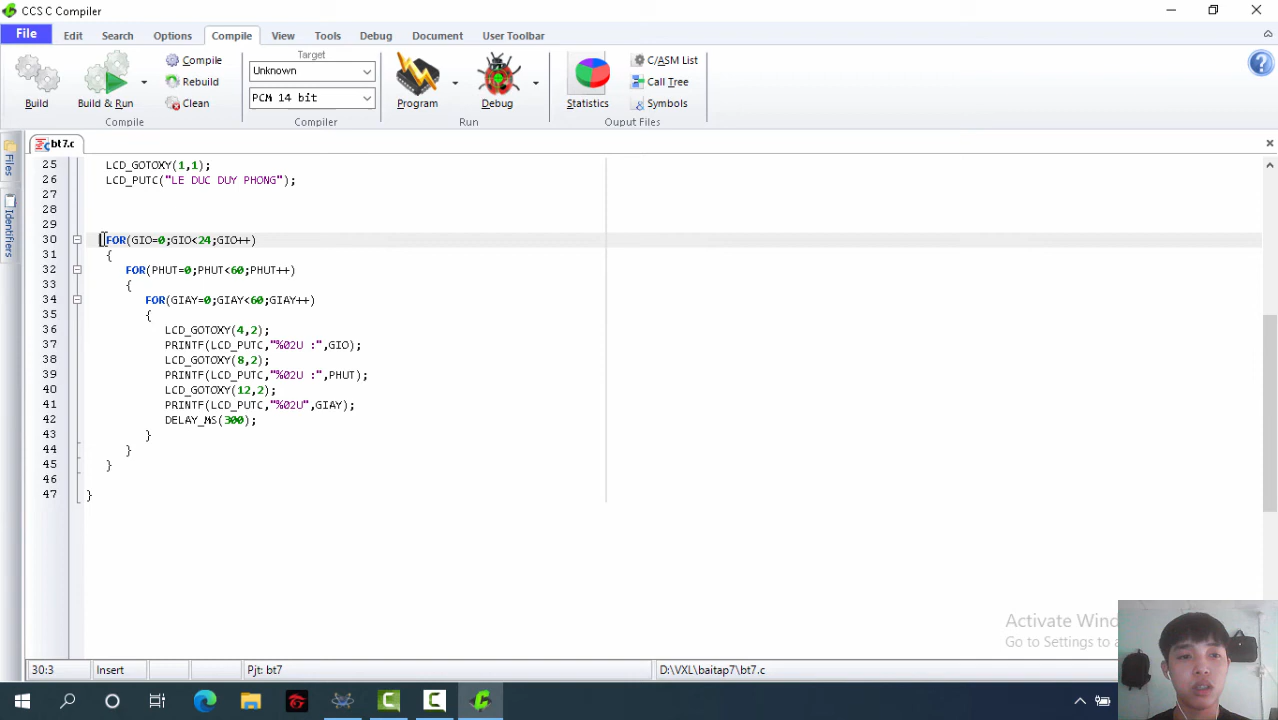 CCS C Compiler
File Edit Search Options Compile View Tools Debug Document User Toolbar
Build
Build & Run
Compile
Rebuild
Clean
Compile
Target
Unknown
PCM 14 bit
Compiler
Program
Debug
Run
Statistics
C/ASM List
Call Tree
Symbols
Ouput Files
bt7.c
Files
Identifiers
25 LCD_GOTOXY(1,1);
26 LCD_PUTC("LE DUC DUY PHONG");
27
28
29
30 FOR(GIO=0;GIO<24;GIO++)
31 {
32 FOR(PHUT=0;PHUT<60;PHUT++)
33 {
34 FOR(GIAY=0;GIAY<60;GIAY++)
35 {
36 LCD_GOTOXY(4,2);
37 PRINTF(LCD_PUTC,"%02U :",GIO);
38 LCD_GOTOXY(8,2);
39 PRINTF(LCD_PUTC,"%02U :",PHUT);
40 LCD_GOTOXY(12,2);
41 PRINTF(LCD_PUTC,"%02U",GIAY);
42 DELAY_MS(300);
43 }
44 }
45 }
46
47 }
Activate Wind
Go to Settings to a
30:3 Insert Pjt: bt7 D:\VXL\baitap7\bt7.c